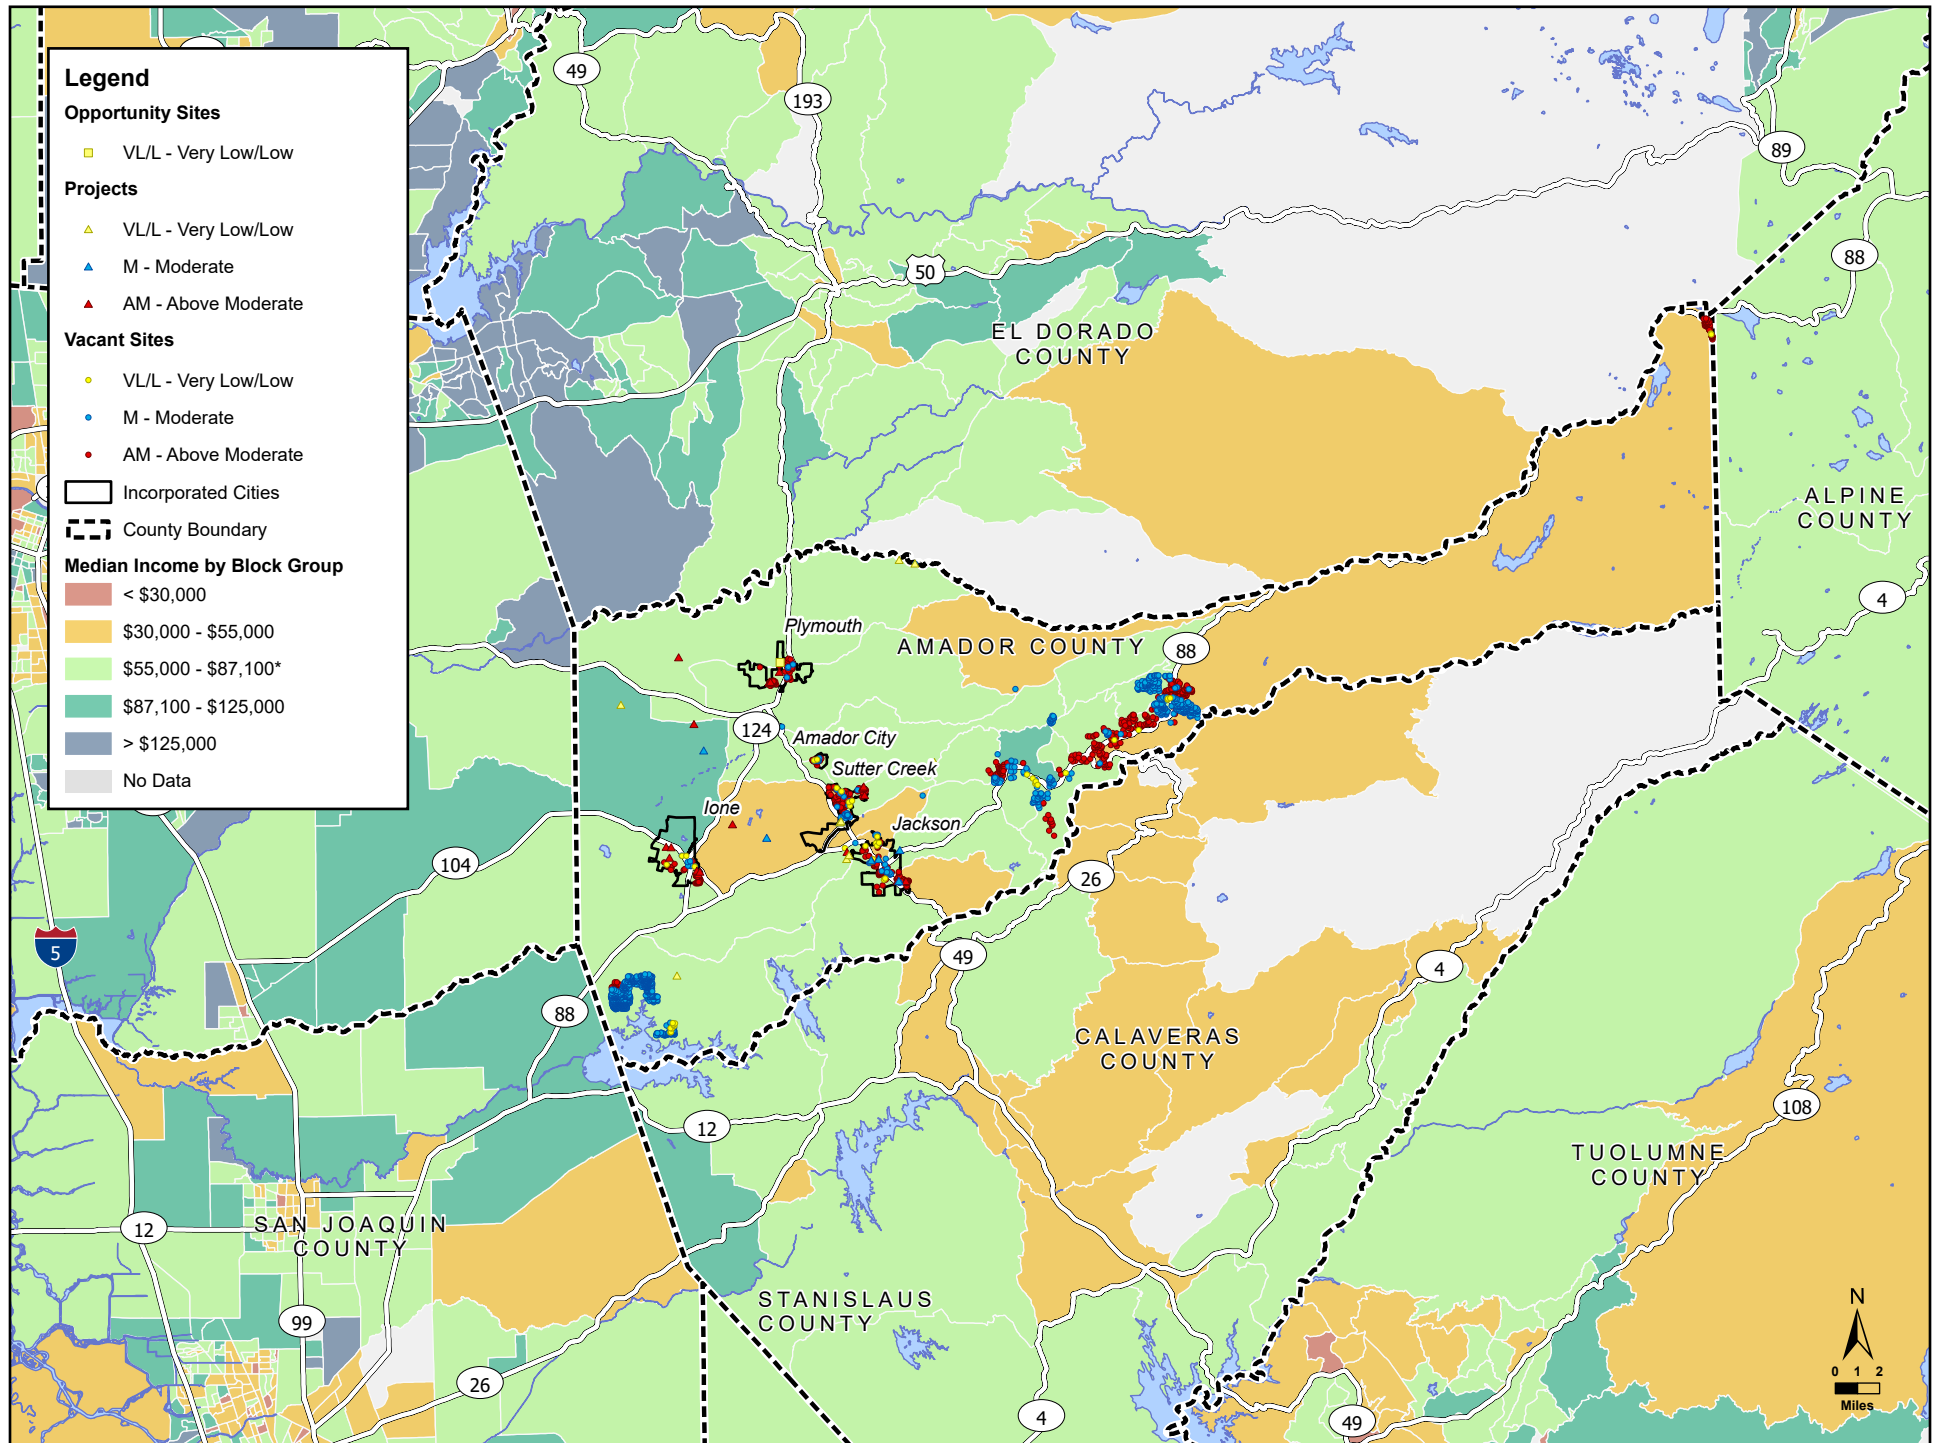 Legend
Opportunity Sites
VL/L - Very Low/Low
Projects
VL/L - Very Low/Low
M - Moderate
AM - Above Moderate
Vacant Sites
VL/L - Very Low/Low
M - Moderate
AM - Above Moderate
Incorporated Cities
County Boundary
Median Income by Block Group
< $30,000
$30,000 - $55,000
$55,000 - $87,100*
$87,100 - $125,000
> $125,000
No Data
49
193
89
88
50
EL DORADO
COUNTY
ALPINE
COUNTY
4
Plymouth
AMADOR COUNTY
88
124
Amador City
Sutter Creek
Ione
Jackson
104
26
5
49
4
88
CALAVERAS
COUNTY
108
12
TUOLUMNE
COUNTY
12
SAN JOAQUIN
COUNTY
STANISLAUS
COUNTY
99
26
4
49
N
0 1 2
Miles